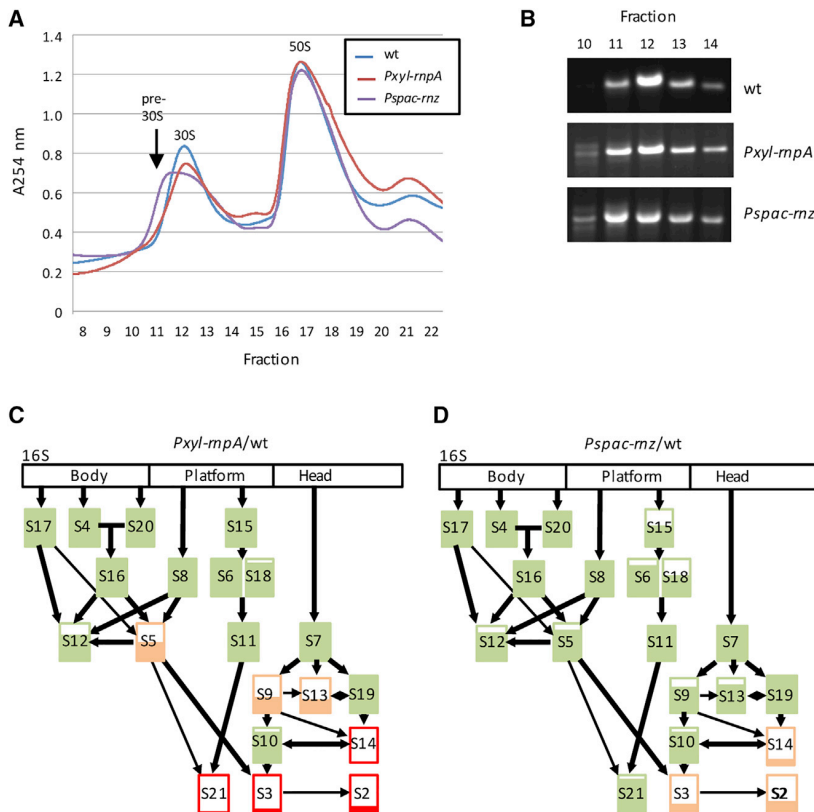 A
A254 nm
1.4
1.2
1.0
0.8
0.6
0.4
0.2
0
pre-
30S
30S
50S
wt
Pxyl-rnpA
Pspac-rnz
8 9 10 11 12 13 14 15 16 17 18 19 20 21 22
Fraction
B
Fraction
10 11 12 13 14
wt
Pxyl-rnpA
Pspac-rnz
C
Pxyl-rnpA/wt
16S
Body Platform Head
S17 S4 S20 S15
S16 S8 S6 S18
S12 S5 S11 S7
S9 S13 S19
S10 S14
S21 S3 S2
D
Pspac-rnz/wt
16S
Body Platform Head
S17 S4 S20 S15
S16 S8 S6 S18
S12 S5 S11 S7
S9 S13 S19
S10 S14
S21 S3 S2